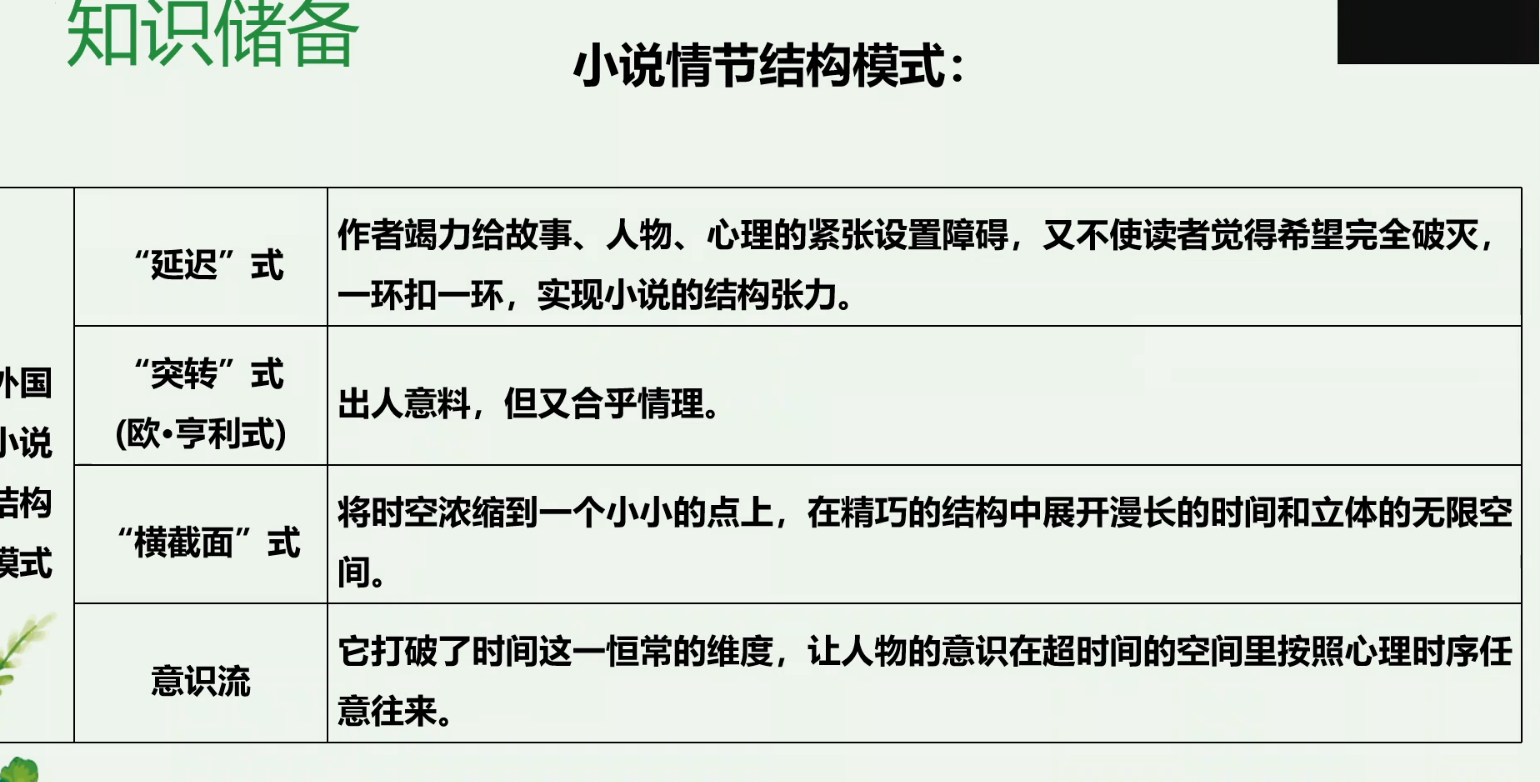 知识储备
小说情节结构模式：
外国
小说
结构
模式
“延迟”式
作者竭力给故事、人物、心理的紧张设置障碍，又不使读者觉得希望完全破灭，
一环扣一环，实现小说的结构张力。
“突转”式
(欧•亨利式)
出人意料，但又合乎情理。
“横截面”式
将时空浓缩到一个小小的点上，在精巧的结构中展开漫长的时间和立体的无限空
间。
意识流
它打破了时间这一恒常的维度，让人物的意识在超时间的空间里按照心理时序任
意往来。